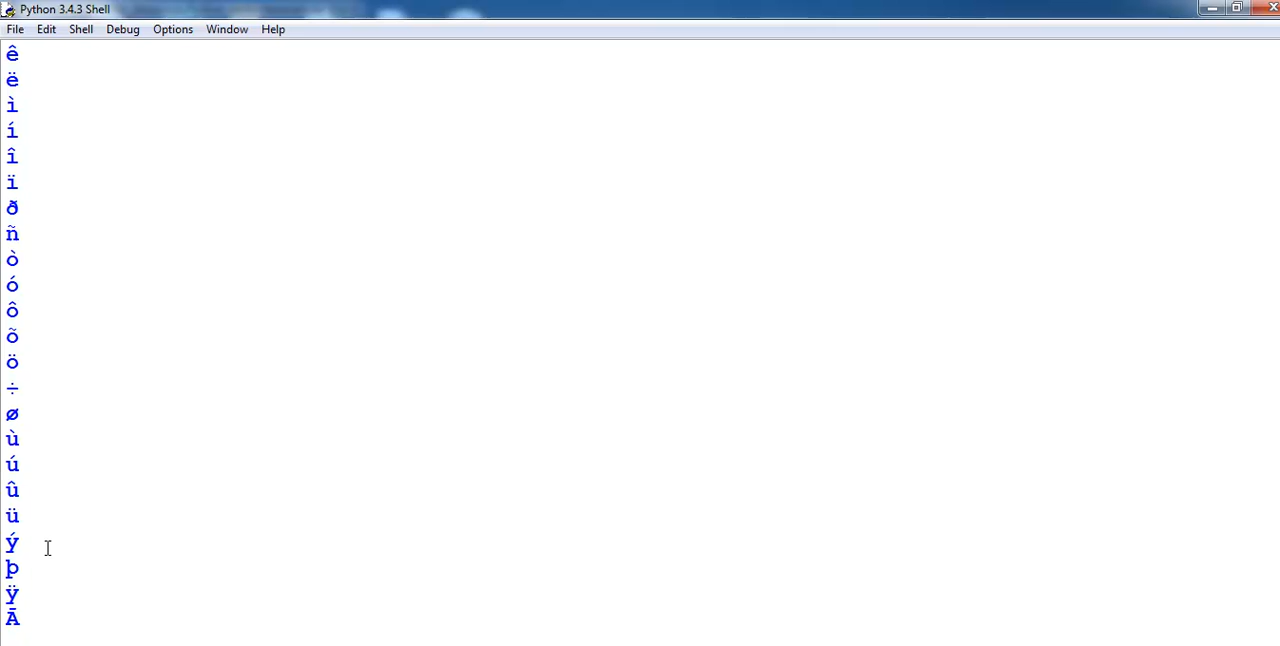 Python 3.4.3 Shell
File Edit Shell Debug Options Window Help
ê
ë
ì
í
î
ï
ð
ñ
ò
ó
ô
õ
ö
÷
ø
ù
ú
û
ü
ý
þ
ÿ
Ā